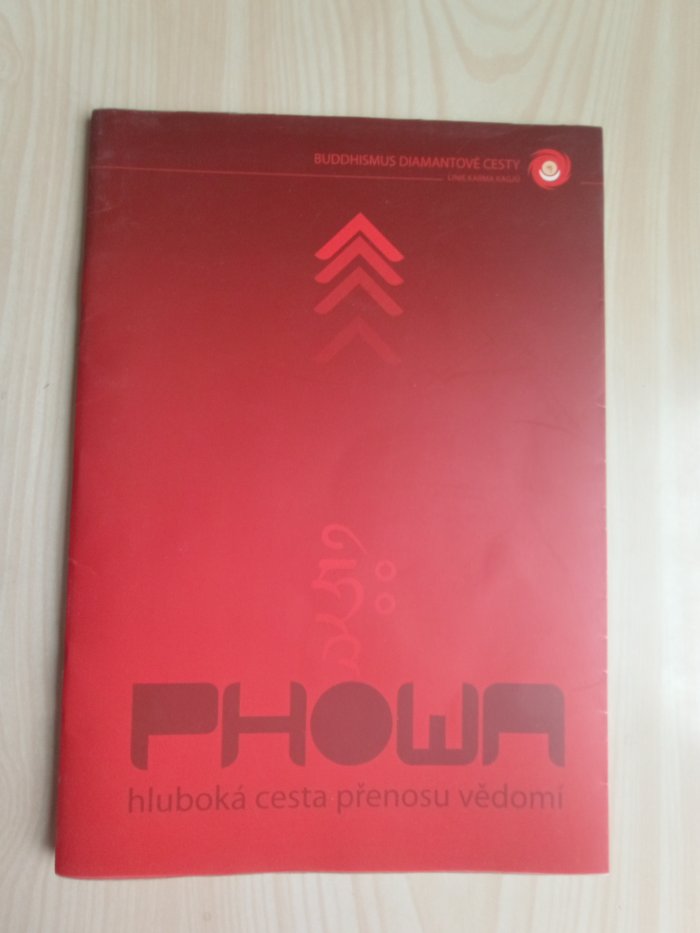 BUDDHISMUS DIAMANTOVÉ CESTY
LINIE KARMA KAGJÜ
ཧྲཱིཿ
PHOWA
hluboká cesta přenosu vědomí